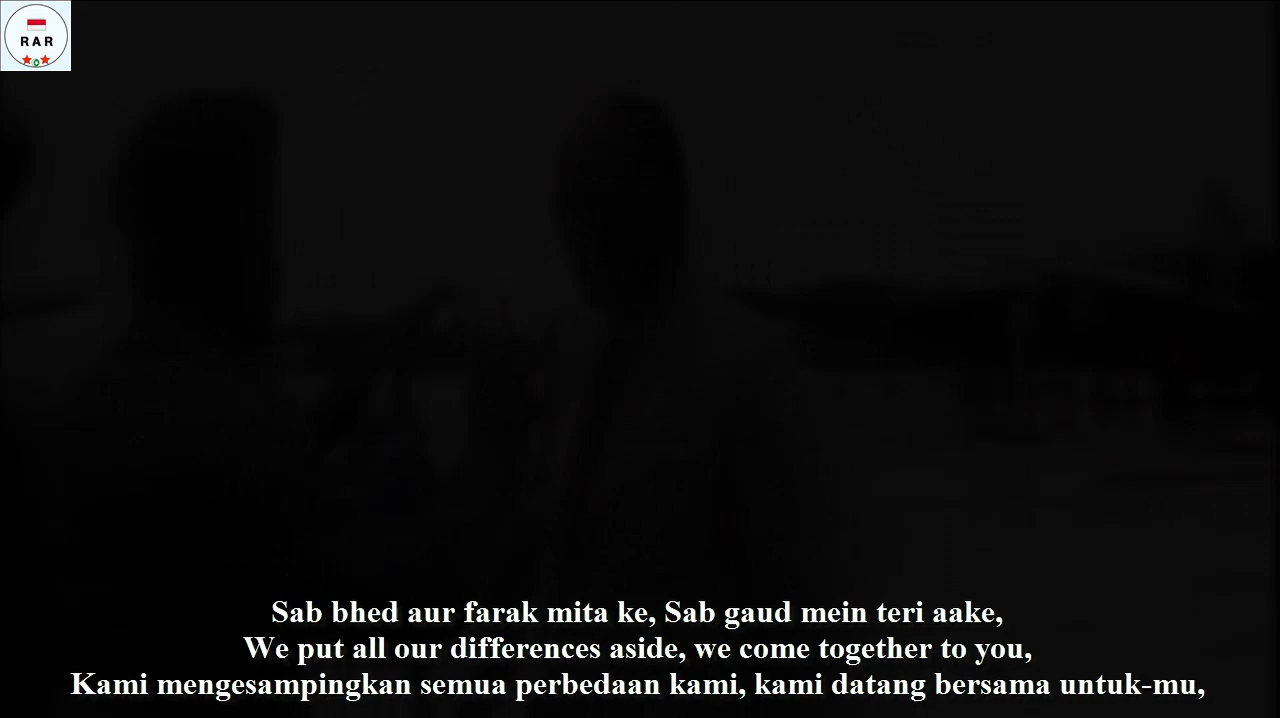 RAR
Sab bhed aur farak mita ke, Sab gaud mein teri aake,
We put all our differences aside, we come together to you,
Kami mengesampingkan semua perbedaan kami, kami datang bersama untuk-mu,